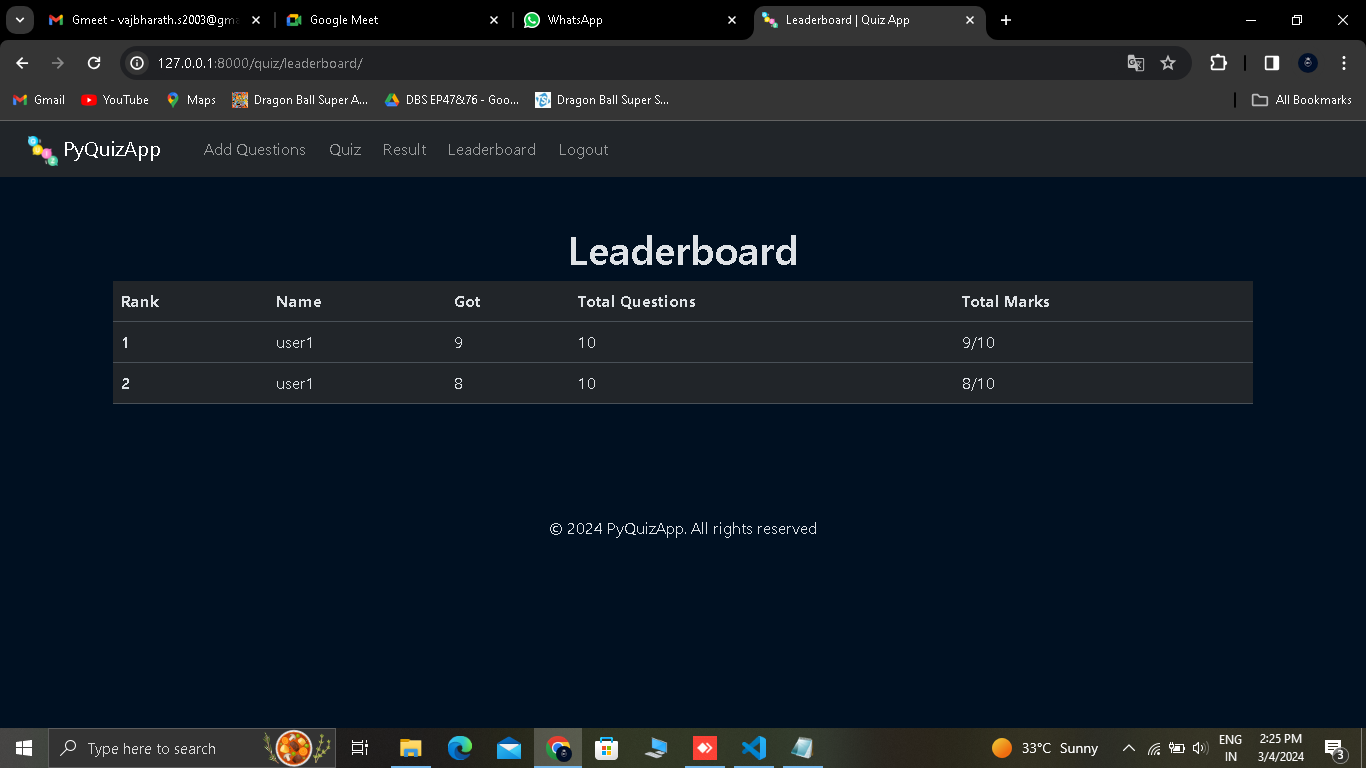 Gmeet - vajbharath.s2003@gma
Google Meet
WhatsApp
Leaderboard | Quiz App
127.0.0.1:8000/quiz/leaderboard/
Gmail YouTube Maps Dragon Ball Super A... DBS EP47&76 - Goo... Dragon Ball Super S... All Bookmarks
PyQuizApp Add Questions Quiz Result Leaderboard Logout
Leaderboard
Rank Name Got Total Questions Total Marks
1 user1 9 10 9/10
2 user1 8 10 8/10
© 2024 PyQuizApp. All rights reserved
Type here to search
33°C Sunny
ENG
IN
2:25 PM
3/4/2024
3